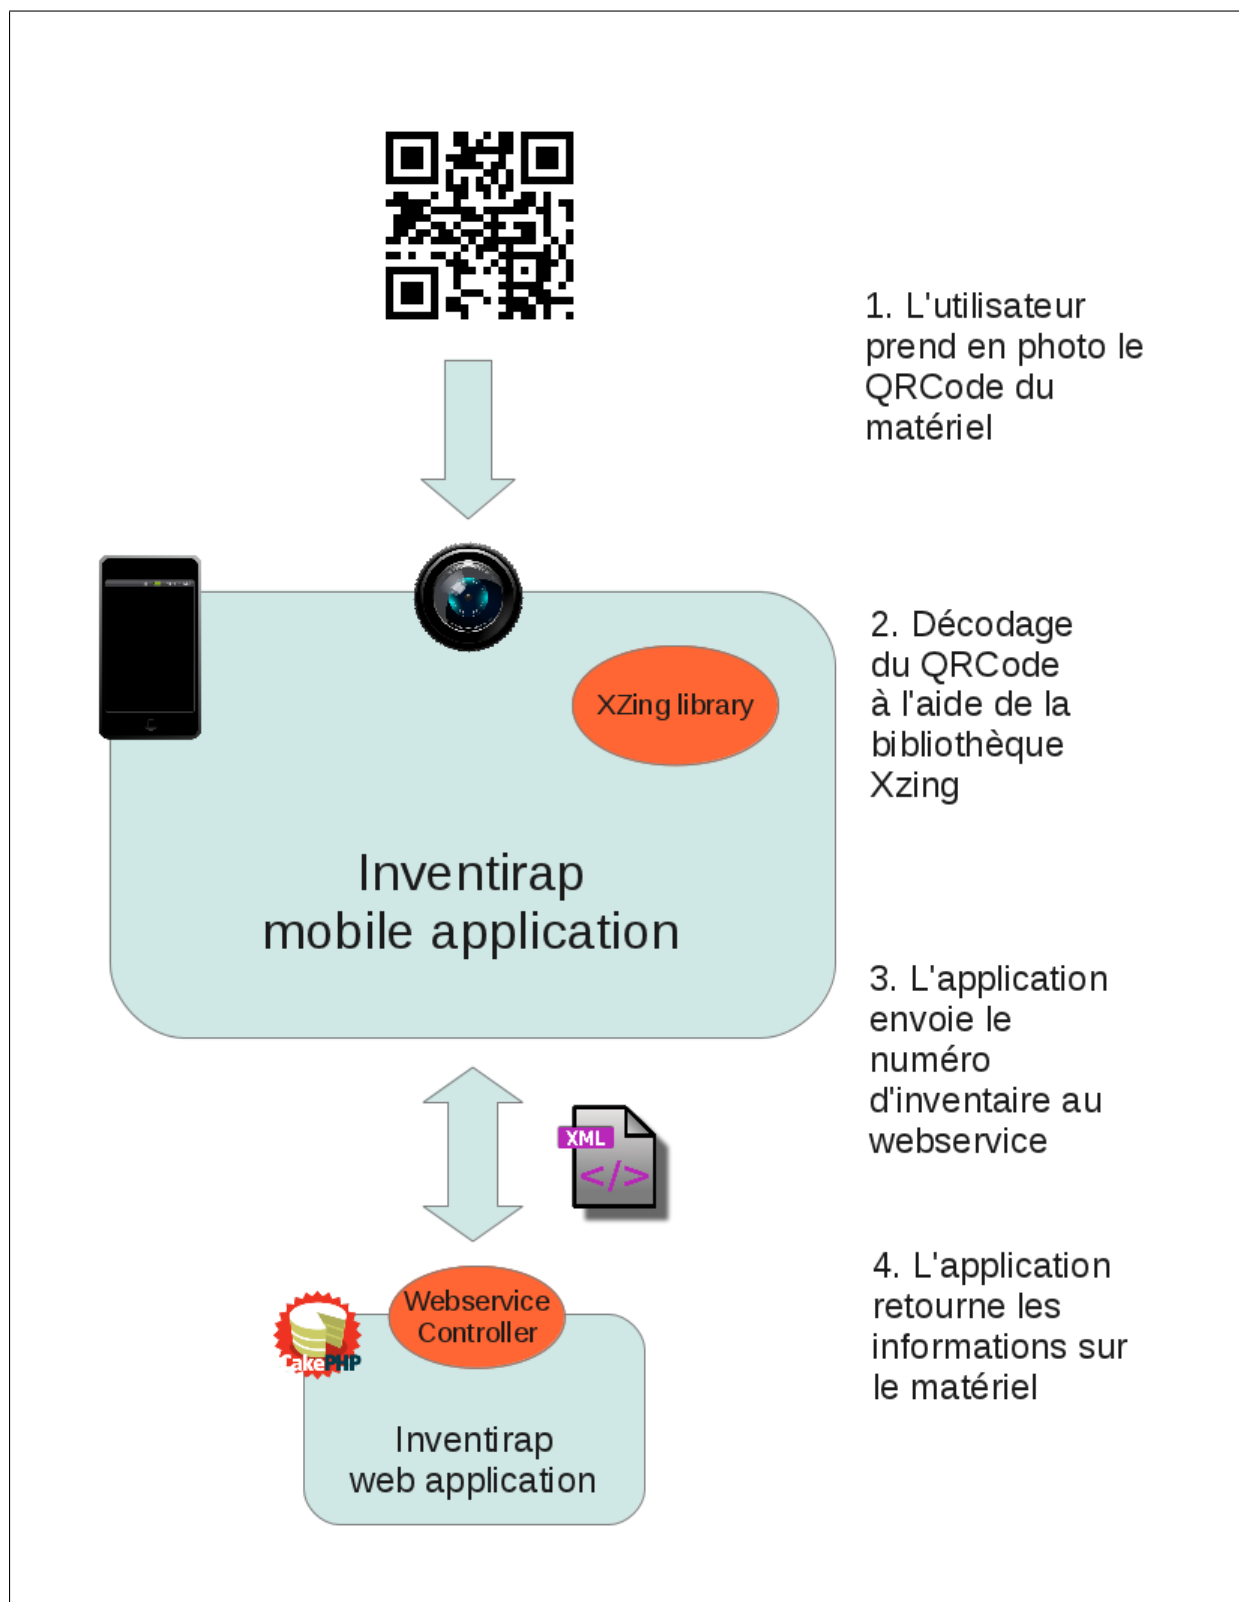 1. L'utilisateur
prend en photo le
QRCode du
matériel
2. Décodage
du QRCode
à l'aide de la
bibliothèque
Xzing
XZing library
Inventirap
mobile application
3. L'application
envoie le
numéro
d'inventaire au
webservice
XML
</>
4. L'application
retourne les
informations sur
le matériel
Webservice
Controller
CakePHP
Inventirap
web application